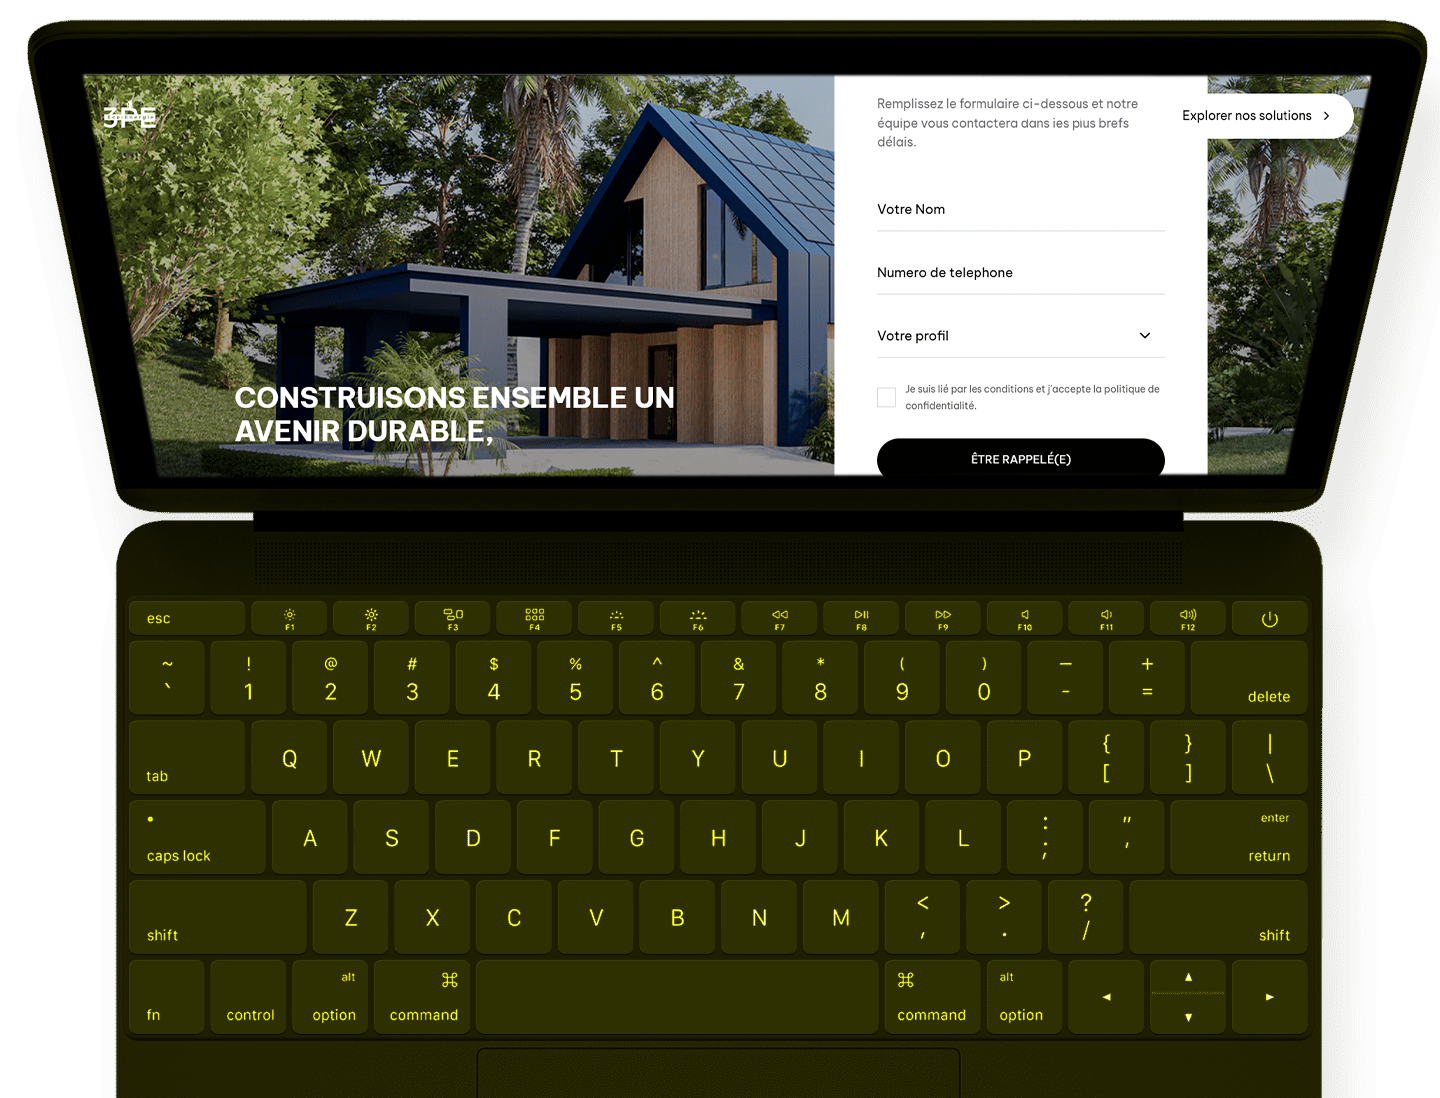 3PE
Explorer nos solutions
Remplissez le formulaire ci-dessous et notre
équipe vous contactera dans les plus brefs
délais.
Votre Nom
Numero de telephone
Votre profil
Je suis lié par les conditions et j'accepte la politique de
confidentialité.
ÊTRE RAPPELÉ(E)
CONSTRUISONS ENSEMBLE UN
AVENIR DURABLE,
esc F1 F2 F3 F4 F5 F6 F7 F8 F9 F10 F11 F12
~ ! @ # $ % ^ & * ( ) — +
` 1 2 3 4 5 6 7 8 9 0 - = delete
tab Q W E R T Y U I O P { [ } ] | \
caps lock A S D F G H J K L : ; " ' enter return
shift Z X C V B N M < , > . ? / shift
fn control alt option ⌘ command ⌘ command alt option